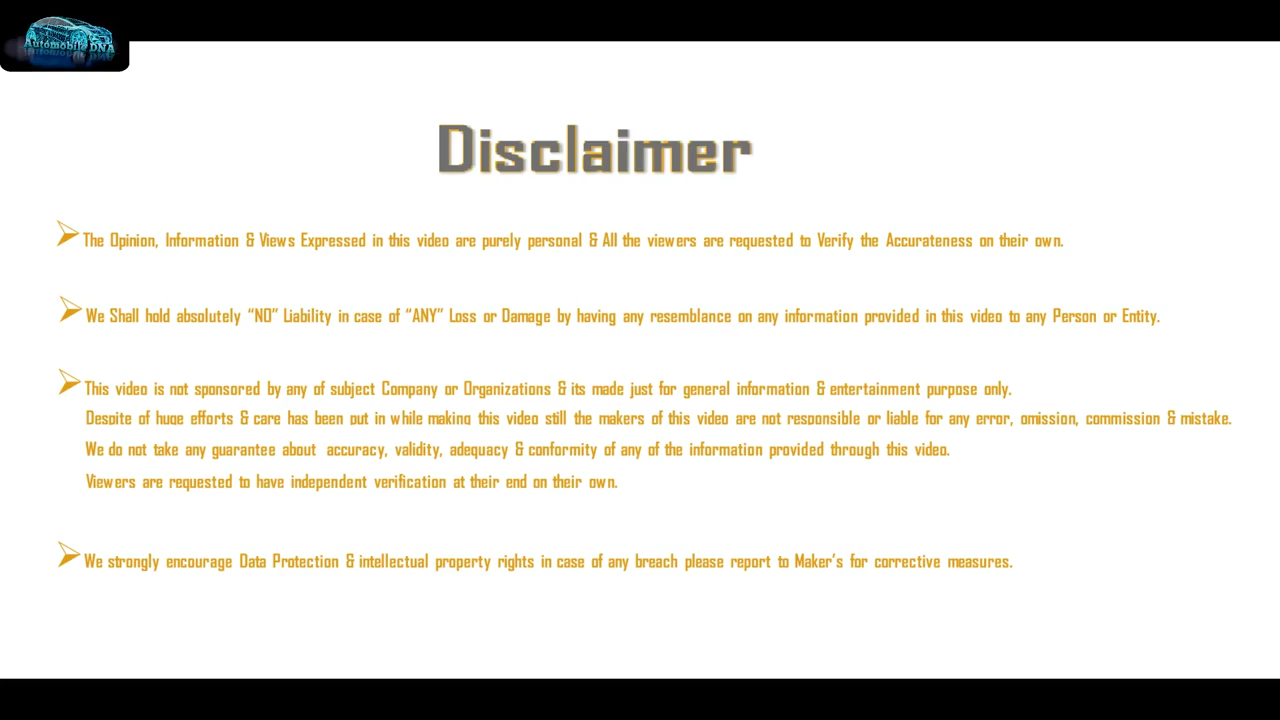 Automobile DNA
Disclaimer
The Opinion, Information & Views Expressed in this video are purely personal & All the viewers are requested to Verify the Accurateness on their own.
We Shall hold absolutely “NO” Liability in case of “ANY” Loss or Damage by having any resemblance on any information provided in this video to any Person or Entity.
This video is not sponsored by any of subject Company or Organizations & its made just for general information & entertainment purpose only.
Despite of huge efforts & care has been put in while making this video still the makers of this video are not responsible or liable for any error, omission, commission & mistake.
We do not take any guarantee about accuracy, validity, adequacy & conformity of any of the information provided through this video.
Viewers are requested to have independent verification at their end on their own.
We strongly encourage Data Protection & intellectual property rights in case of any breach please report to Maker’s for corrective measures.